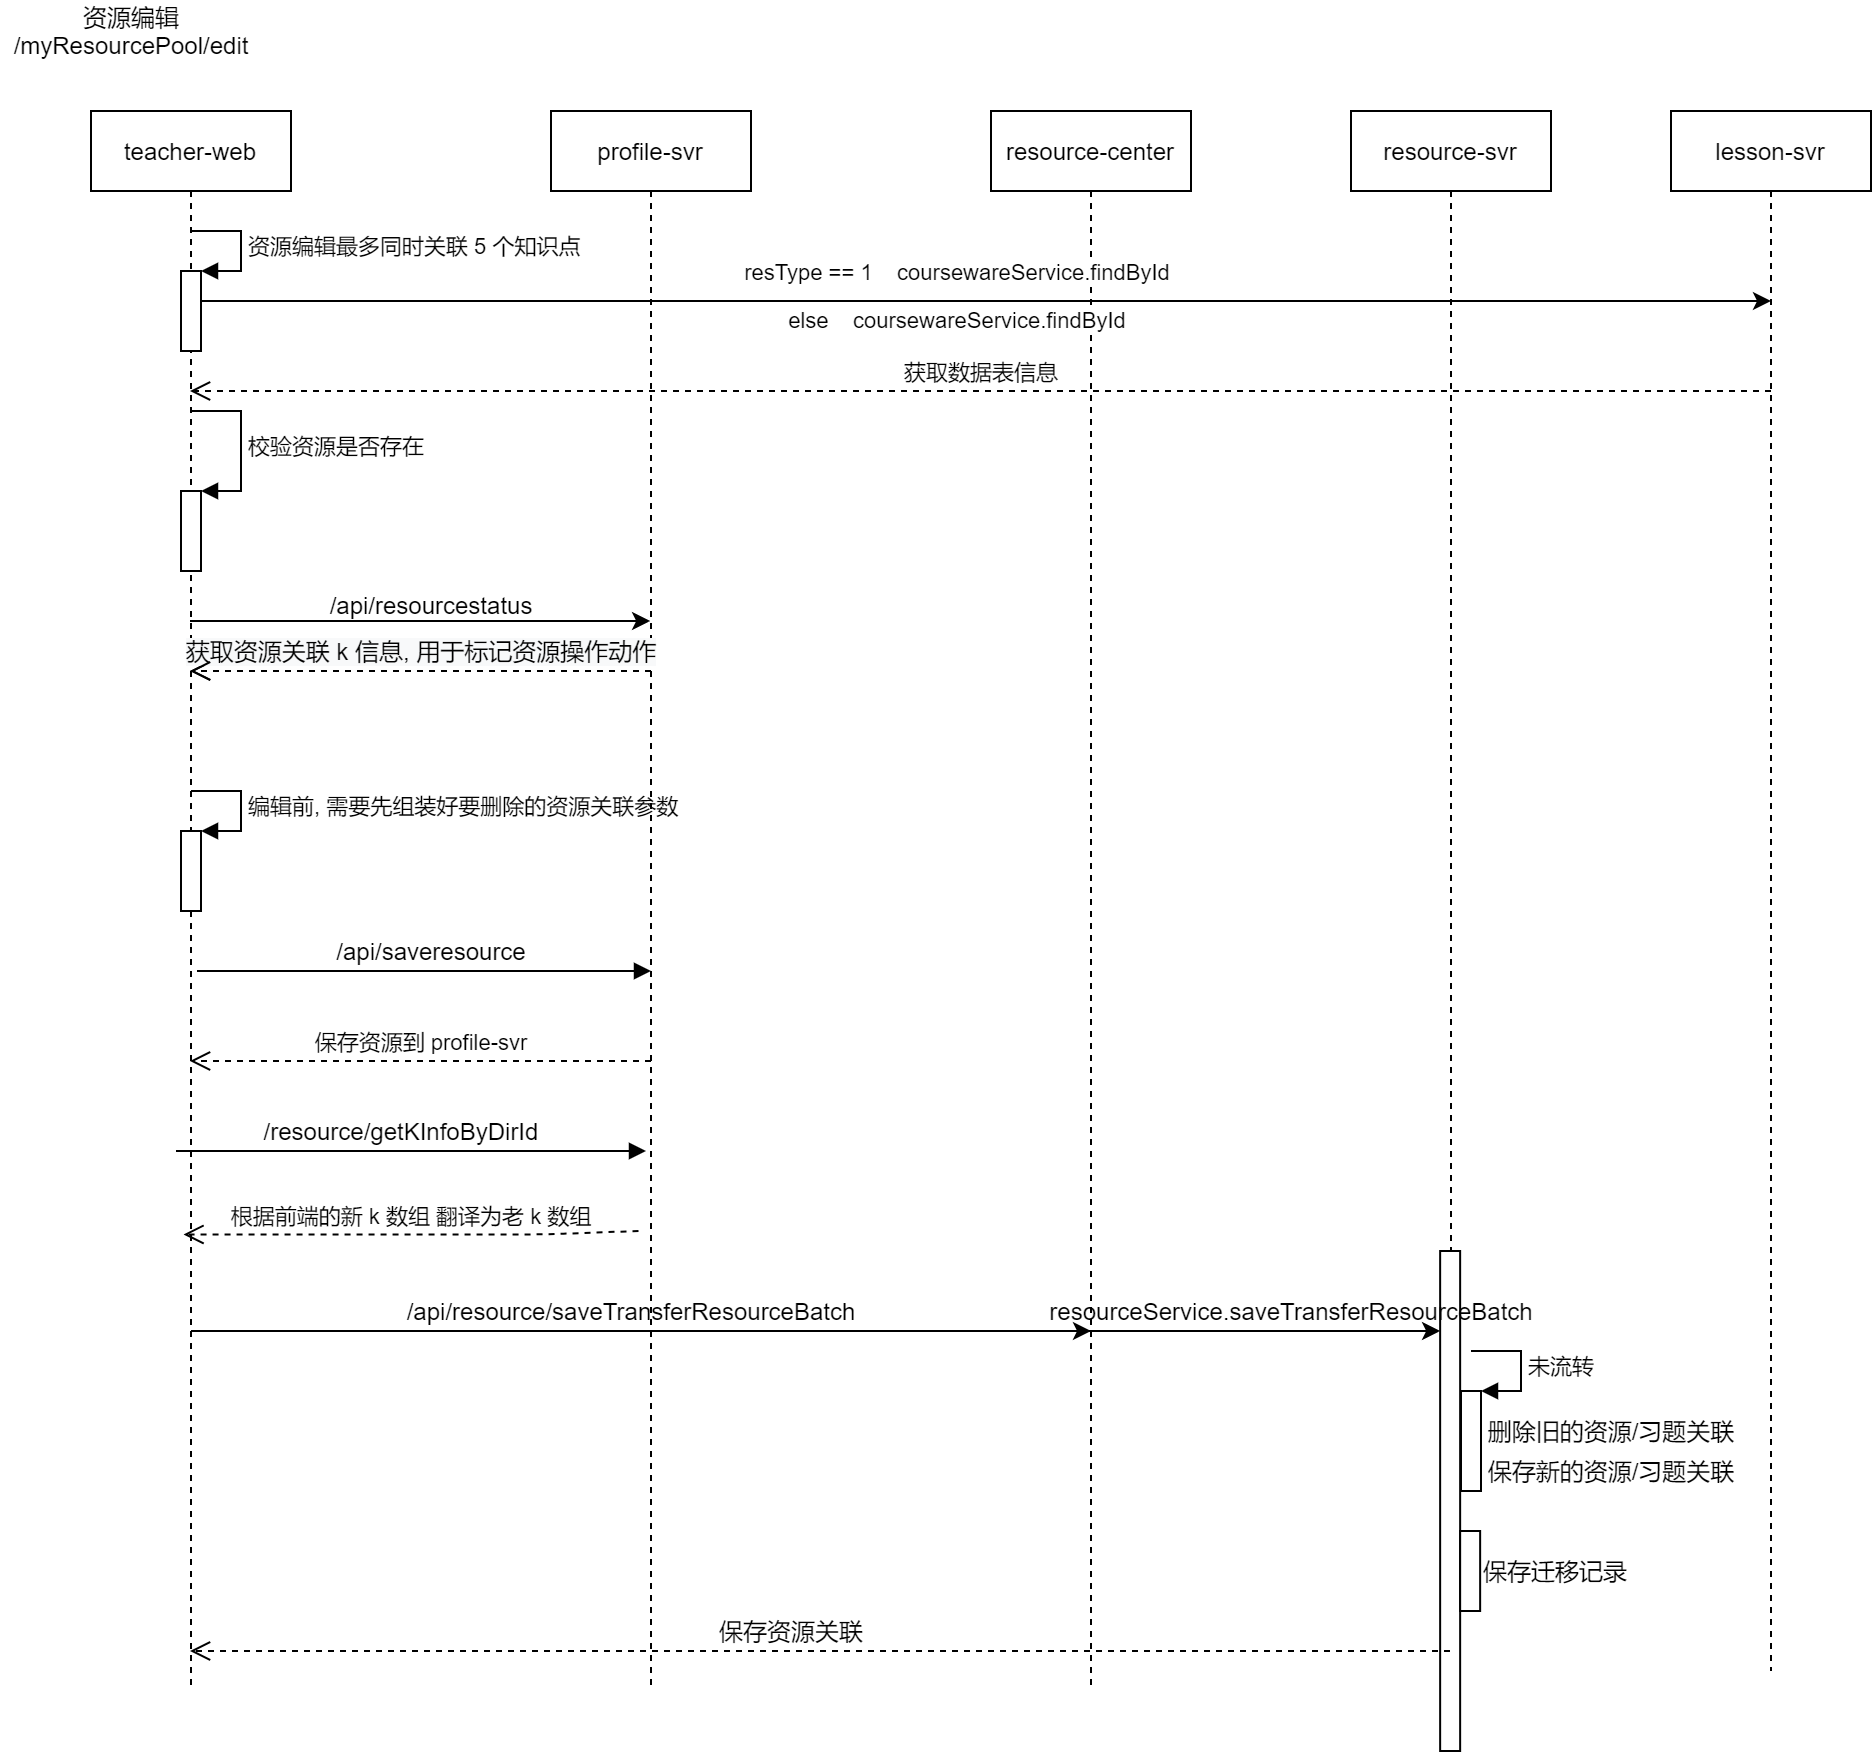 资源编辑
/myResourcePool/edit
teacher-web
profile-svr
resource-center
resource-svr
lesson-svr
资源编辑最多同时关联 5 个知识点
resType == 1    coursewareService.findById
else    coursewareService.findById
获取数据表信息
校验资源是否存在
/api/resourcestatus
获取资源关联 k 信息, 用于标记资源操作动作
编辑前, 需要先组装好要删除的资源关联参数
/api/saveresource
保存资源到 profile-svr
/resource/getKInfoByDirId
根据前端的新 k 数组 翻译为老 k 数组
/api/resource/saveTransferResourceBatch
resourceService.saveTransferResourceBatch
未流转
删除旧的资源/习题关联
保存新的资源/习题关联
保存迁移记录
保存资源关联